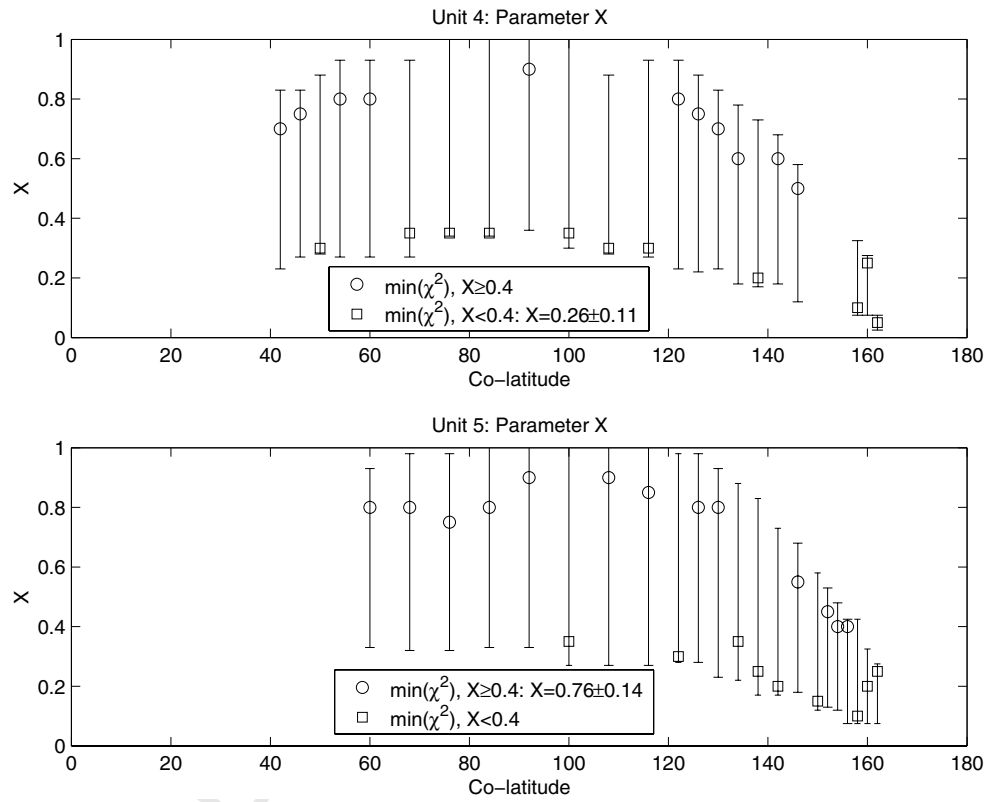 Unit 4: Parameter X
1
0.8
0.6
0.4
0.2
0
X
min(χ²), X≥0.4
min(χ²), X<0.4: X=0.26±0.11
0 20 40 60 80 100 120 140 160 180
Co−latitude
Unit 5: Parameter X
1
0.8
0.6
0.4
0.2
0
X
min(χ²), X≥0.4: X=0.76±0.14
min(χ²), X<0.4
0 20 40 60 80 100 120 140 160 180
Co−latitude